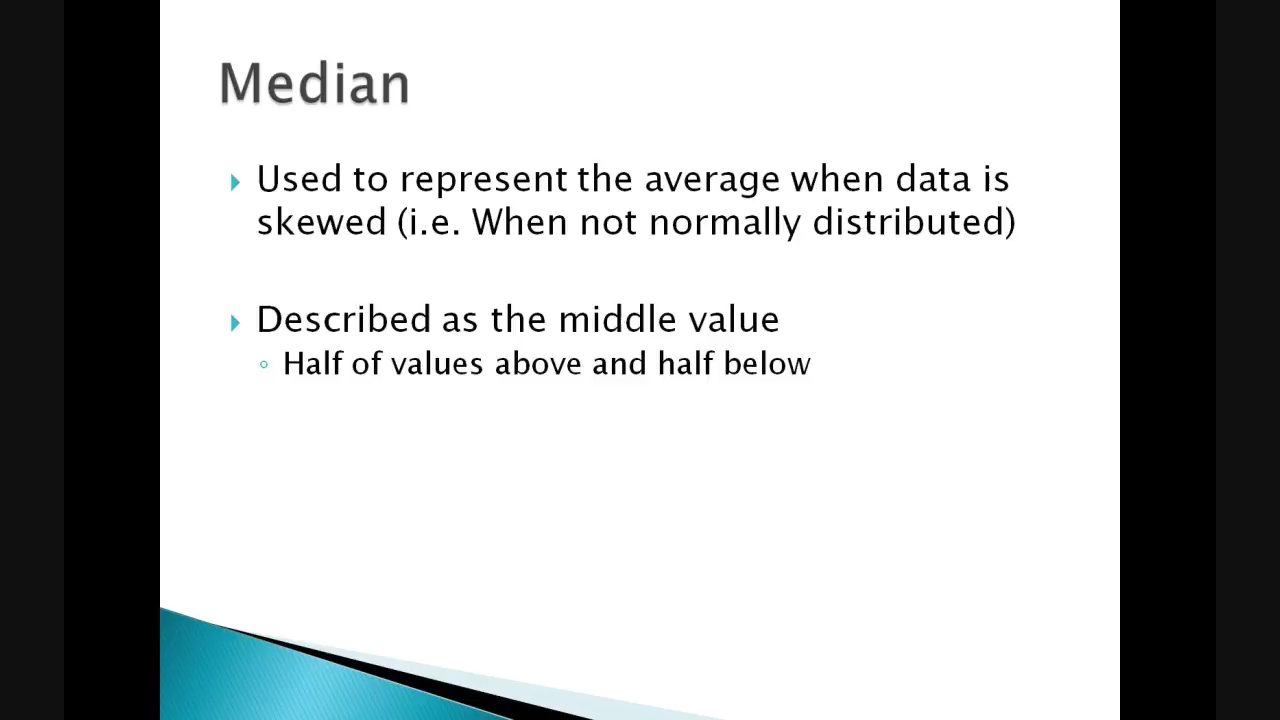 Median
Used to represent the average when data is
skewed (i.e. When not normally distributed)
Described as the middle value
Half of values above and half below